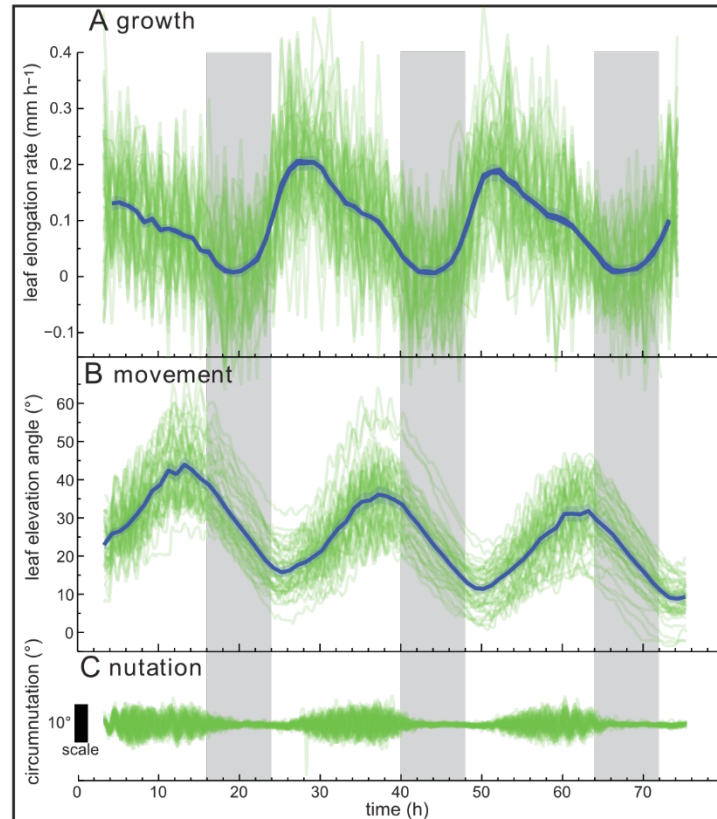 A growth
leaf elongation rate (mm h−1)
0.4
0.3
0.2
0.1
0
−0.1
B movement
leaf elevation angle (°)
60
50
40
30
20
10
0
C nutation
circumnutation (°)
10°
scale
0 10 20 30 40 50 60 70
time (h)